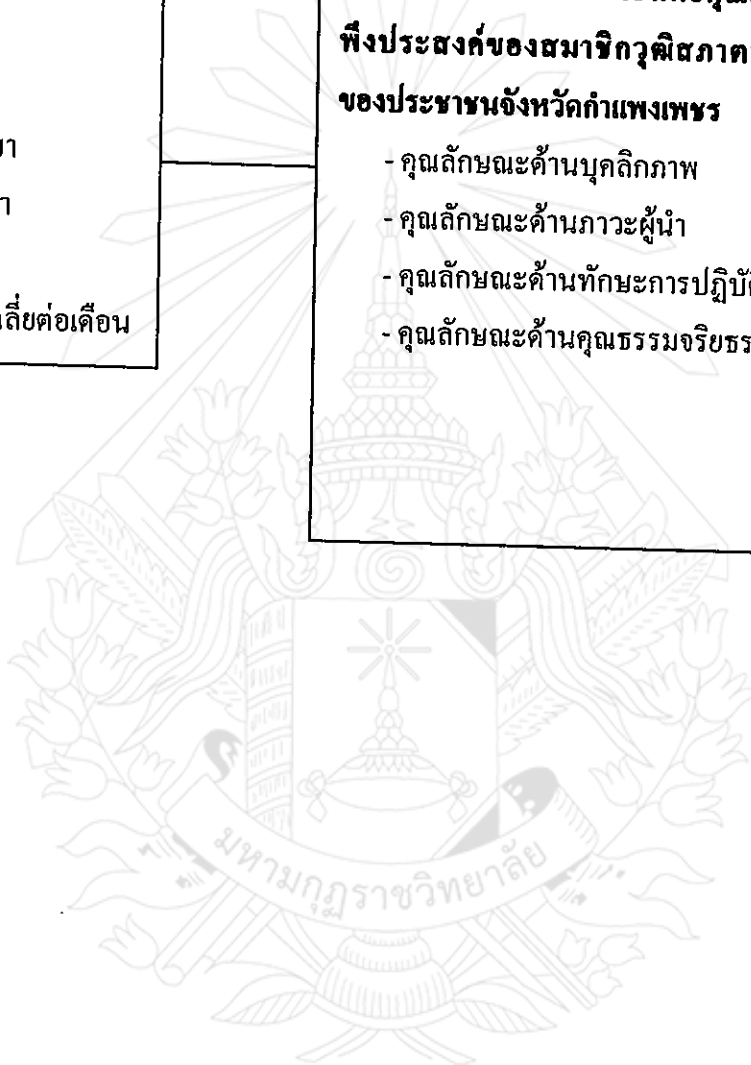 พึงประสงค์ของสมาชิกวุฒิสภาต
ของประชาชนจังหวัดกำแพงเพชร
- คุณลักษณะด้านบุคลิกภาพ
- คุณลักษณะด้านภาวะผู้นำ
- คุณลักษณะด้านทักษะการปฏิบั
- คุณลักษณะด้านคุณธรรมจริยธร
ยา
า
ลี่ยต่อเดือน
มหามกุฏราชวิทยาลัย